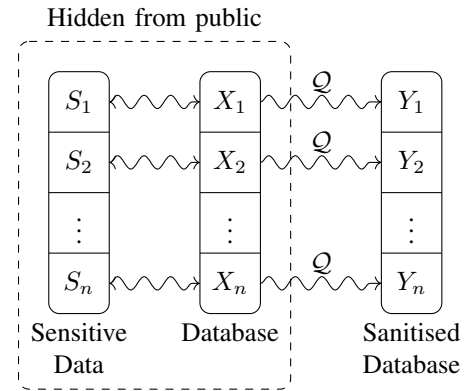 Hidden from public
S₁ X₁ 𝒬 Y₁
S₂ X₂ 𝒬 Y₂
⋮ ⋮ ⋮
Sₙ Xₙ 𝒬 Yₙ
Sensitive Data
Database
Sanitised Database